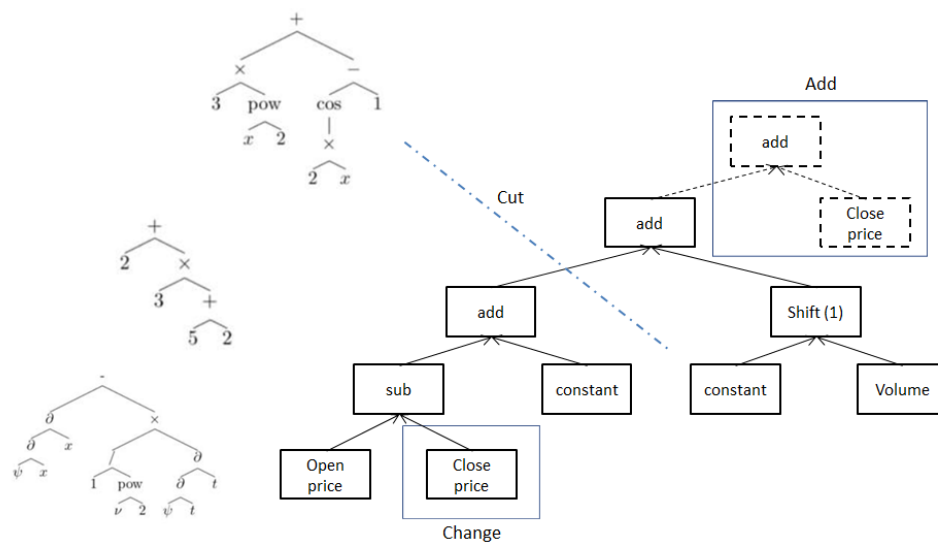 +
× −
3 pow cos 1
x 2 ×
2 x
+
2 ×
3 +
5 2
-
∂ ×
∂ x / ∂
ψ x 1 pow ∂ t
ν 2 ψ t
Add
add
Close
price
Cut
add
add
Shift (1)
sub
constant
constant
Volume
Open
price
Close
price
Change